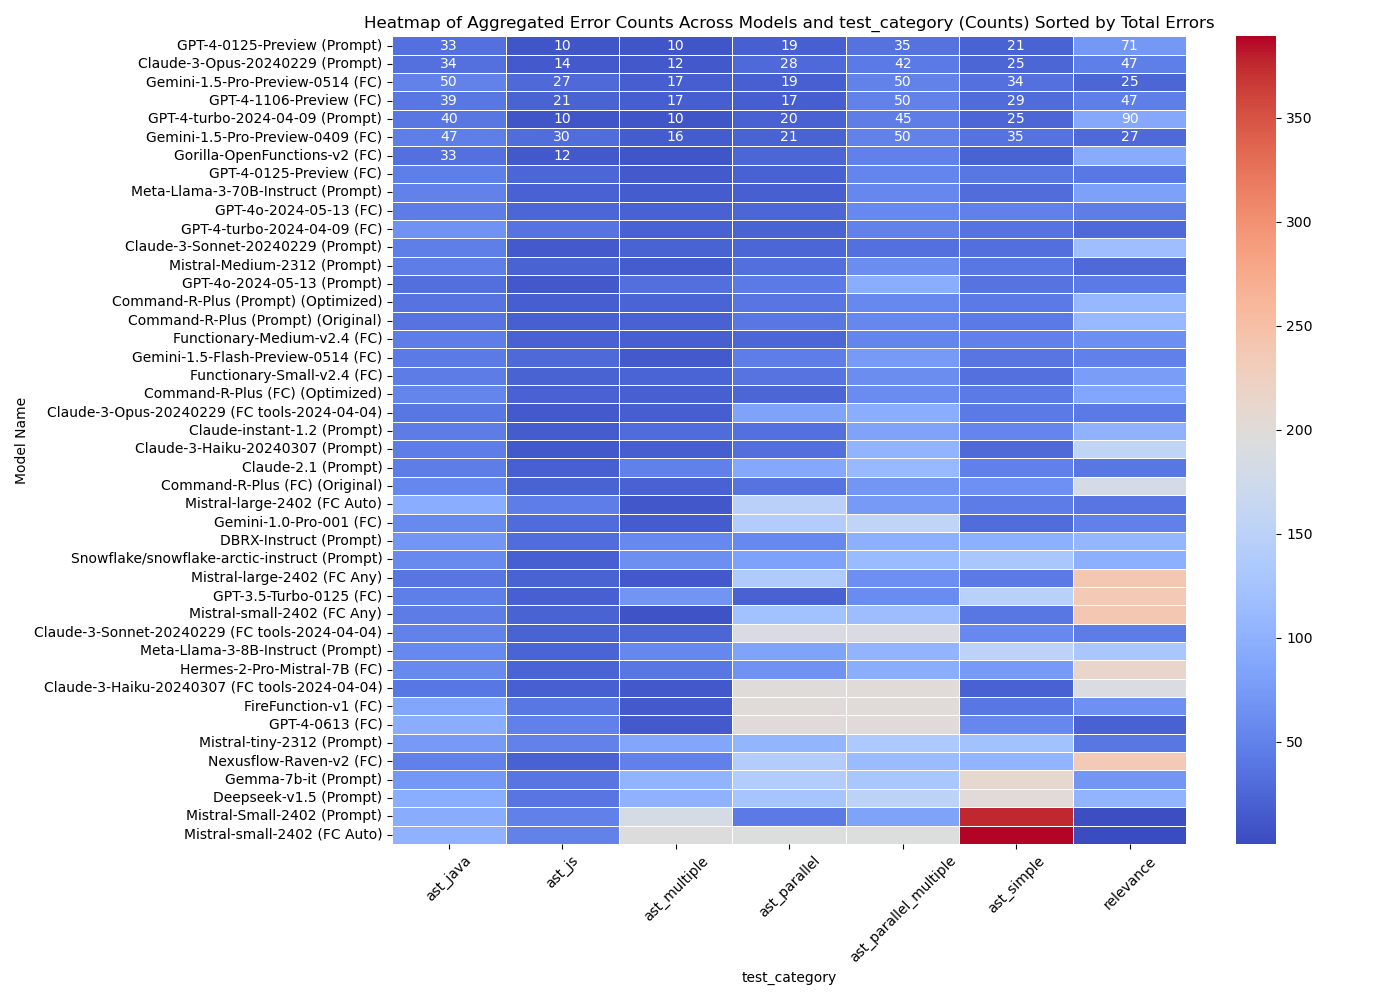 Heatmap of Aggregated Error Counts Across Models and test_category (Counts) Sorted by Total Errors
GPT-4-0125-Preview (Prompt) 33 10 10 19 35 21 71
Claude-3-Opus-20240229 (Prompt) 34 14 12 28 42 25 47
Gemini-1.5-Pro-Preview-0514 (FC) 50 27 17 19 50 34 25
GPT-4-1106-Preview (FC) 39 21 17 17 50 29 47
GPT-4-turbo-2024-04-09 (Prompt) 40 10 10 20 45 25 90
Gemini-1.5-Pro-Preview-0409 (FC) 47 30 16 21 50 35 27
Gorilla-OpenFunctions-v2 (FC) 33 12
GPT-4-0125-Preview (FC)
Meta-Llama-3-70B-Instruct (Prompt)
GPT-4o-2024-05-13 (FC)
GPT-4-turbo-2024-04-09 (FC)
Claude-3-Sonnet-20240229 (Prompt)
Mistral-Medium-2312 (Prompt)
GPT-4o-2024-05-13 (Prompt)
Command-R-Plus (Prompt) (Optimized)
Command-R-Plus (Prompt) (Original)
Functionary-Medium-v2.4 (FC)
Gemini-1.5-Flash-Preview-0514 (FC)
Functionary-Small-v2.4 (FC)
Command-R-Plus (FC) (Optimized)
Claude-3-Opus-20240229 (FC tools-2024-04-04)
Claude-instant-1.2 (Prompt)
Claude-3-Haiku-20240307 (Prompt)
Claude-2.1 (Prompt)
Command-R-Plus (FC) (Original)
Mistral-large-2402 (FC Auto)
Gemini-1.0-Pro-001 (FC)
DBRX-Instruct (Prompt)
Snowflake/snowflake-arctic-instruct (Prompt)
Mistral-large-2402 (FC Any)
GPT-3.5-Turbo-0125 (FC)
Mistral-small-2402 (FC Any)
Claude-3-Sonnet-20240229 (FC tools-2024-04-04)
Meta-Llama-3-8B-Instruct (Prompt)
Hermes-2-Pro-Mistral-7B (FC)
Claude-3-Haiku-20240307 (FC tools-2024-04-04)
FireFunction-v1 (FC)
GPT-4-0613 (FC)
Mistral-tiny-2312 (Prompt)
Nexusflow-Raven-v2 (FC)
Gemma-7b-it (Prompt)
Deepseek-v1.5 (Prompt)
Mistral-Small-2402 (Prompt)
Mistral-small-2402 (FC Auto)
Model Name
ast_java
ast_js
ast_multiple
ast_parallel
ast_parallel_multiple
ast_simple
relevance
test_category
350
300
250
200
150
100
50